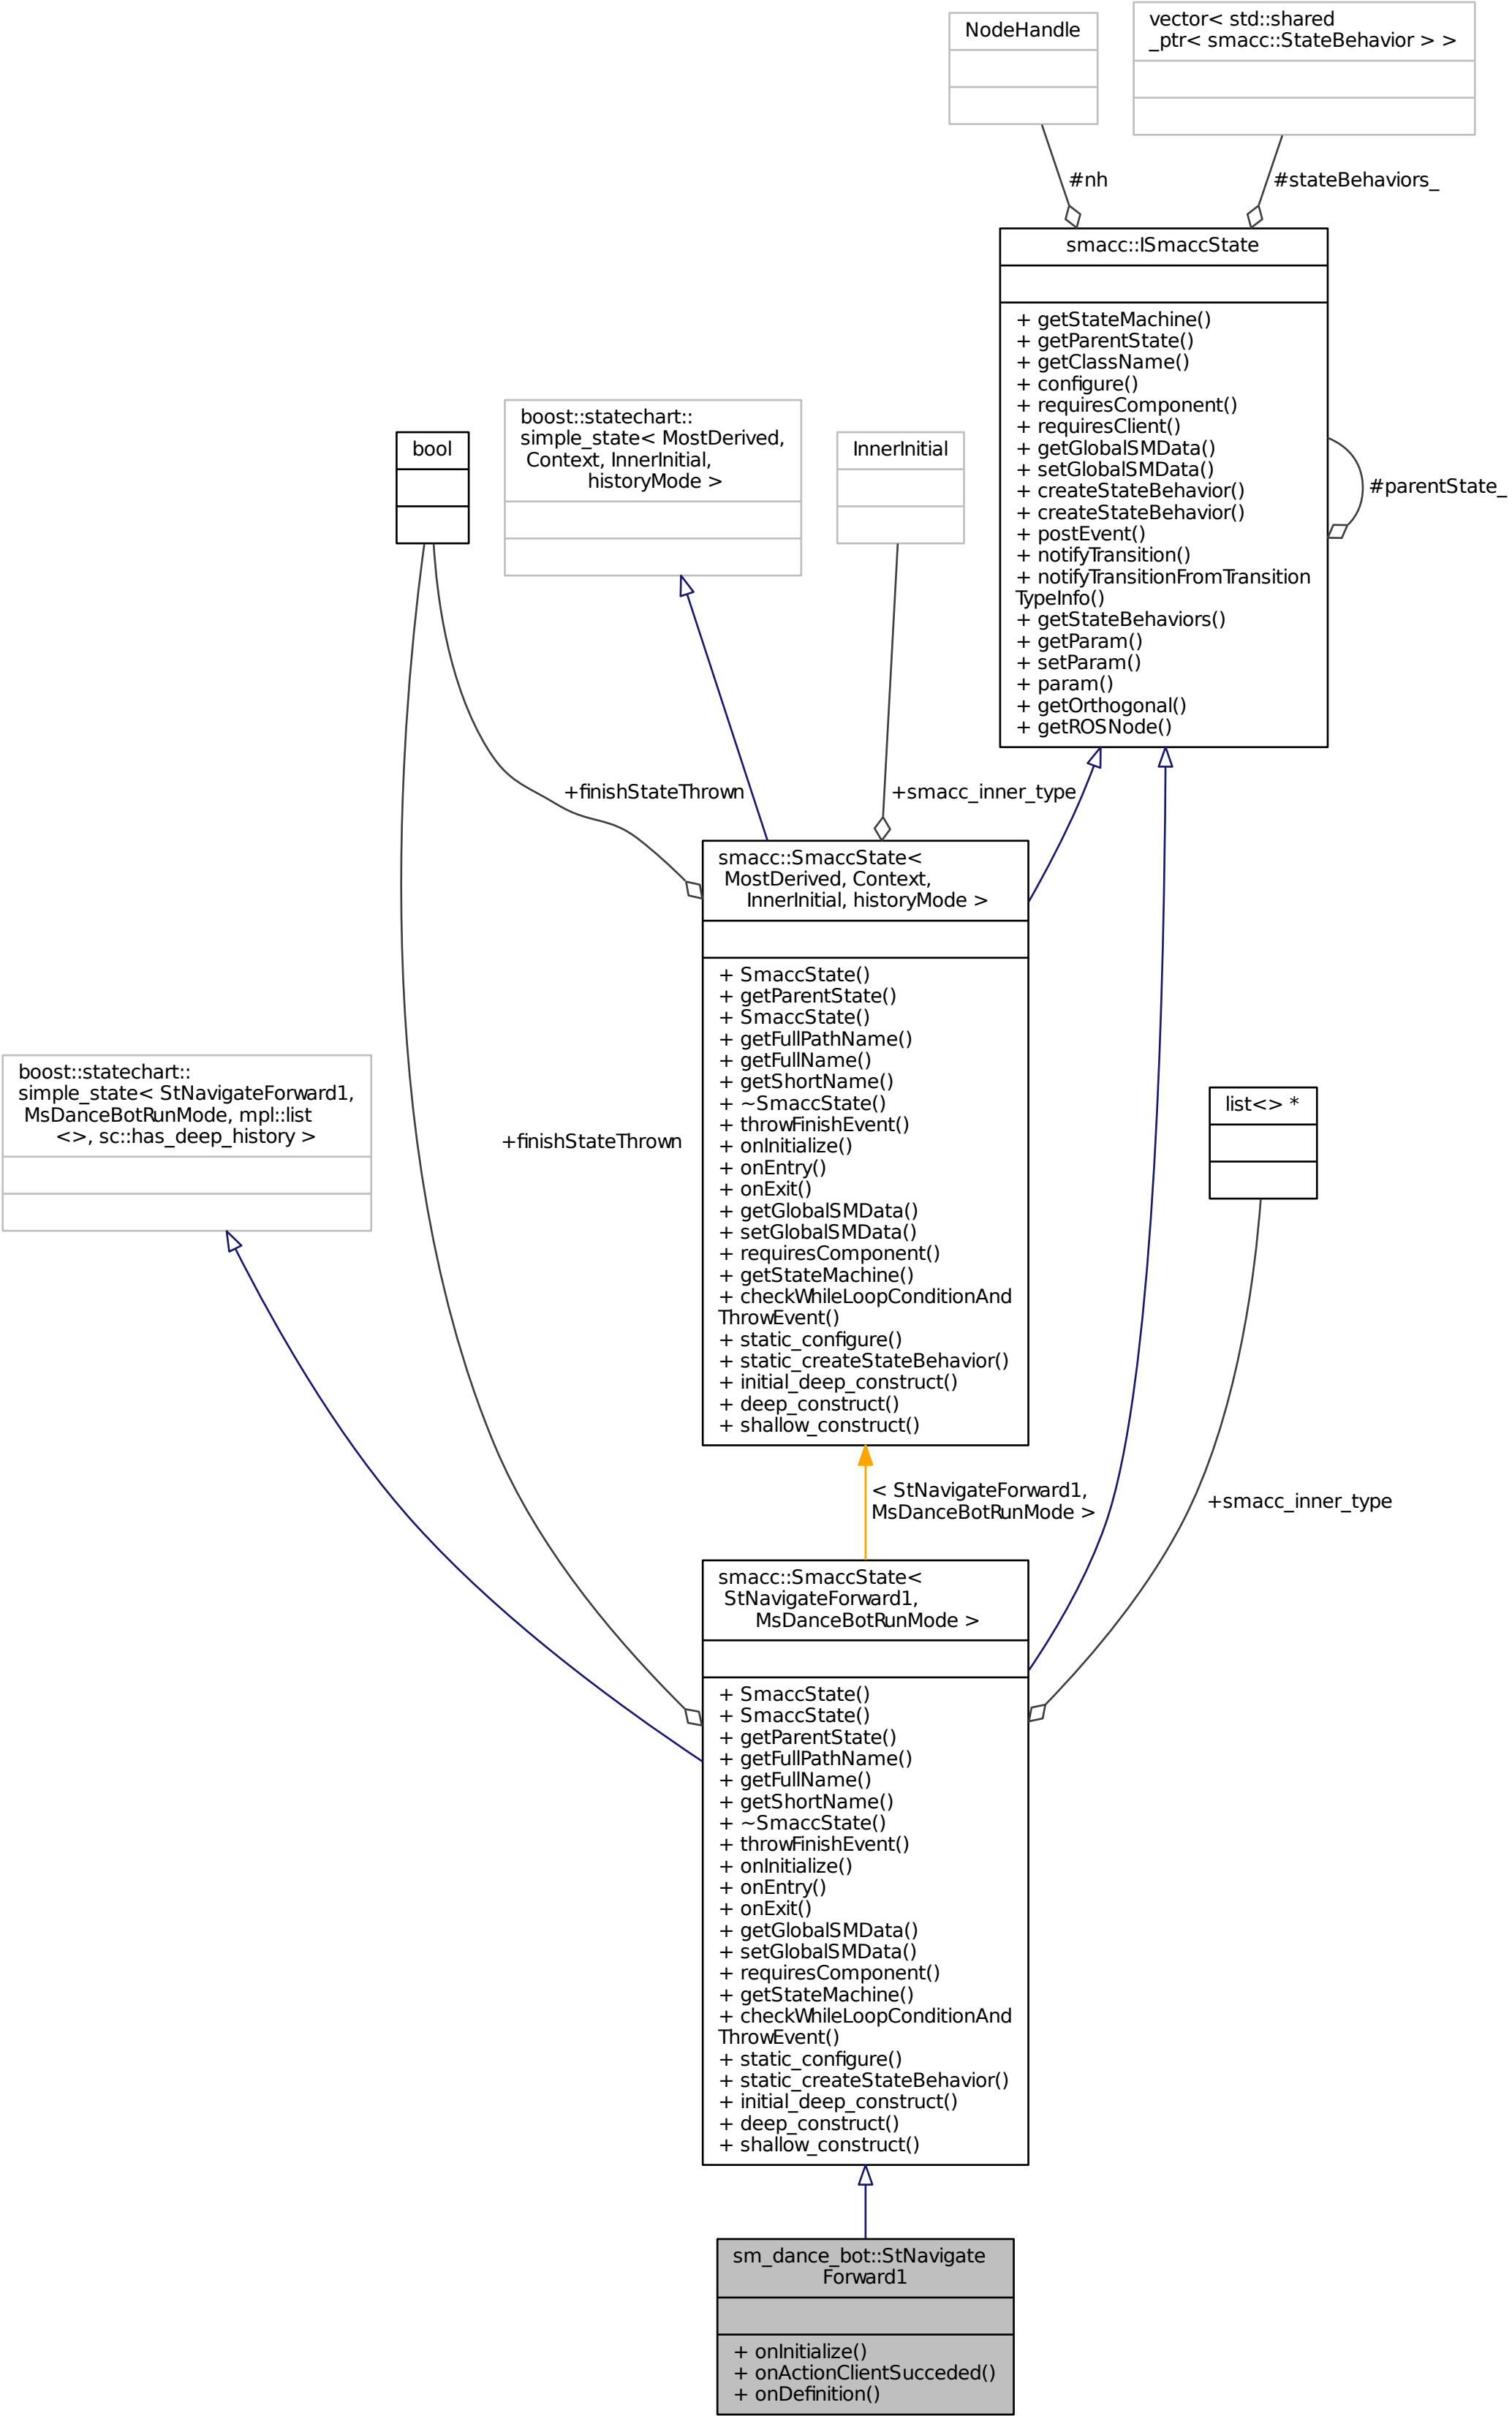 NodeHandle
vector< std::shared
_ptr< smacc::StateBehavior > >
#nh
#stateBehaviors_
smacc::ISmaccState
+ getStateMachine()
+ getParentState()
+ getClassName()
+ configure()
+ requiresComponent()
+ requiresClient()
+ getGlobalSMData()
+ setGlobalSMData()
+ createStateBehavior()
+ createStateBehavior()
+ postEvent()
+ notifyTransition()
+ notifyTransitionFromTransition
TypeInfo()
+ getStateBehaviors()
+ getParam()
+ setParam()
+ param()
+ getOrthogonal()
+ getROSNode()
#parentState_
bool
boost::statechart::
simple_state< MostDerived,
Context, InnerInitial,
historyMode >
InnerInitial
+finishStateThrown
+smacc_inner_type
smacc::SmaccState<
MostDerived, Context,
InnerInitial, historyMode >
+ SmaccState()
+ getParentState()
+ SmaccState()
+ getFullPathName()
+ getFullName()
+ getShortName()
+ ~SmaccState()
+ throwFinishEvent()
+ onInitialize()
+ onEntry()
+ onExit()
+ getGlobalSMData()
+ setGlobalSMData()
+ requiresComponent()
+ getStateMachine()
+ checkWhileLoopConditionAnd
ThrowEvent()
+ static_configure()
+ static_createStateBehavior()
+ initial_deep_construct()
+ deep_construct()
+ shallow_construct()
boost::statechart::
simple_state< StNavigateForward1,
MsDanceBotRunMode, mpl::list
<>, sc::has_deep_history >
+finishStateThrown
list<> *
< StNavigateForward1,
MsDanceBotRunMode >
+smacc_inner_type
smacc::SmaccState<
StNavigateForward1,
MsDanceBotRunMode >
+ SmaccState()
+ SmaccState()
+ getParentState()
+ getFullPathName()
+ getFullName()
+ getShortName()
+ ~SmaccState()
+ throwFinishEvent()
+ onInitialize()
+ onEntry()
+ onExit()
+ getGlobalSMData()
+ setGlobalSMData()
+ requiresComponent()
+ getStateMachine()
+ checkWhileLoopConditionAnd
ThrowEvent()
+ static_configure()
+ static_createStateBehavior()
+ initial_deep_construct()
+ deep_construct()
+ shallow_construct()
sm_dance_bot::StNavigate
Forward1
+ onInitialize()
+ onActionClientSucceded()
+ onDefinition()